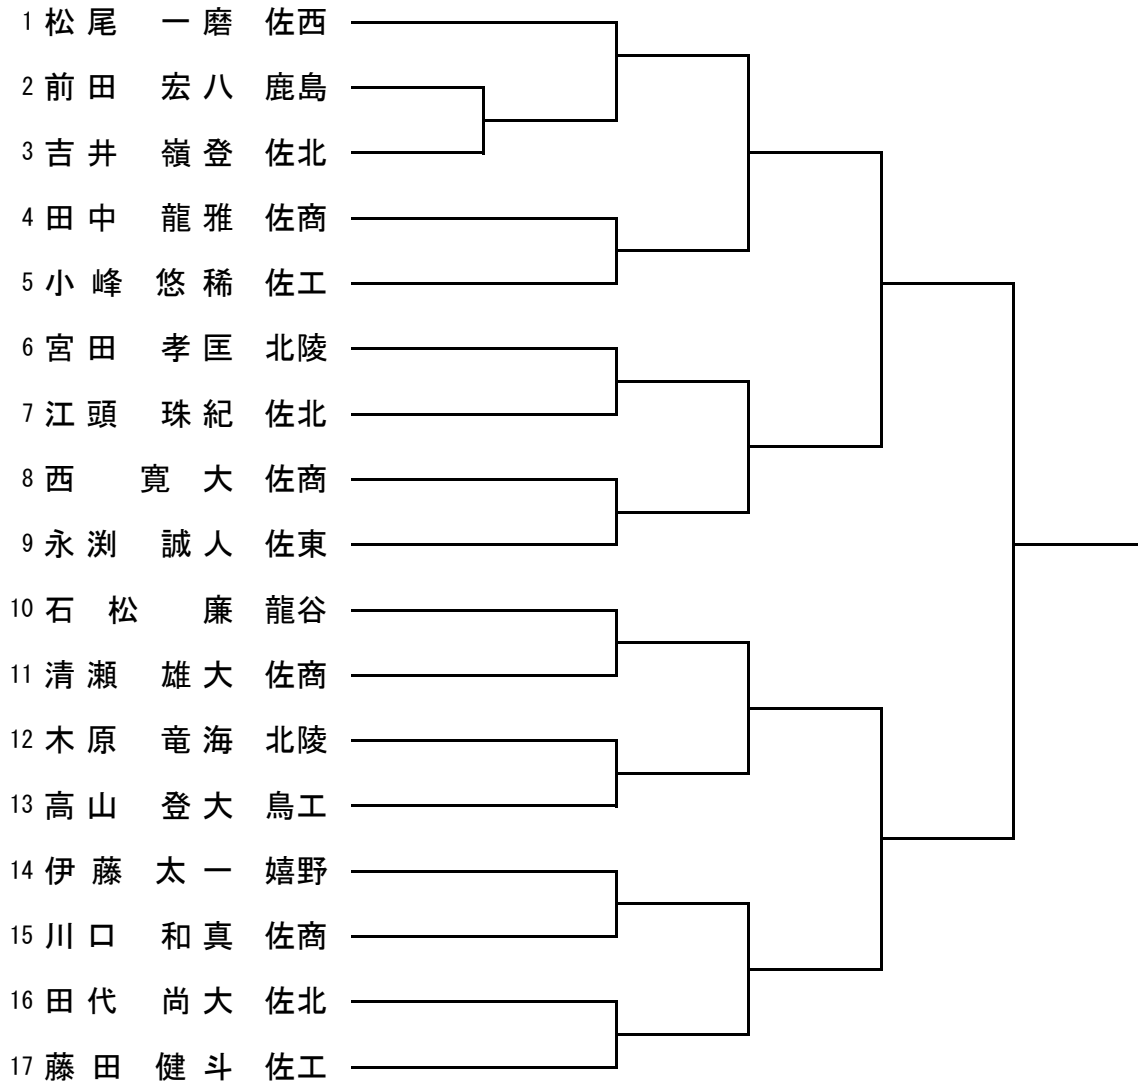 1 松尾 一磨 佐西
2 前田 宏八 鹿島
3 吉井 嶺登 佐北
4 田中 龍雅 佐商
5 小峰 悠稀 佐工
6 宮田 孝匡 北陵
7 江頭 珠紀 佐北
8 西 寛大 佐商
9 永渕 誠人 佐東
10 石松 廉 龍谷
11 清瀬 雄大 佐商
12 木原 竜海 北陵
13 高山 登大 鳥工
14 伊藤 太一 嬉野
15 川口 和真 佐商
16 田代 尚大 佐北
17 藤田 健斗 佐工